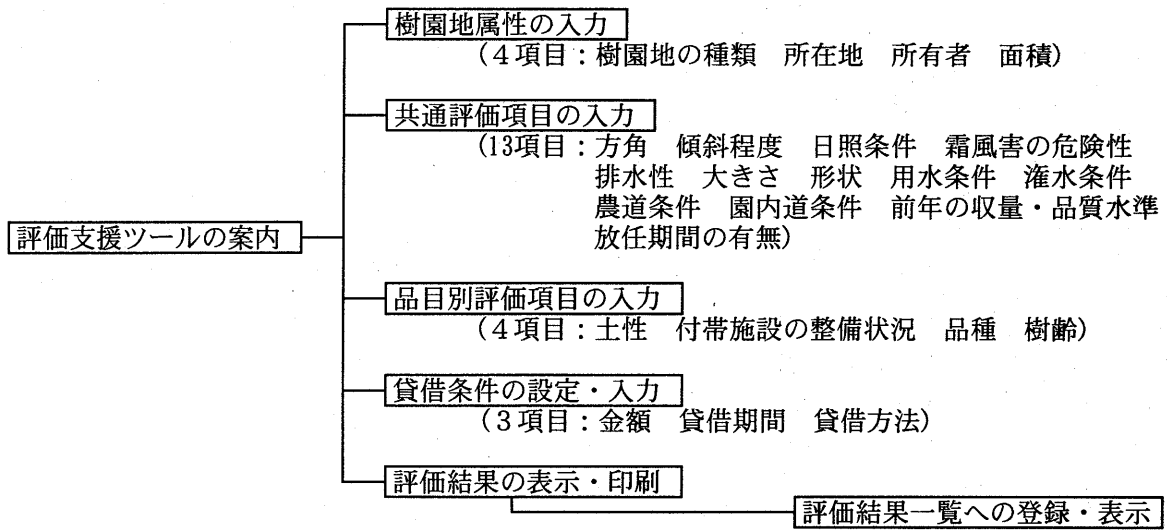 樹園地属性の入力
(4項目：樹園地の種類　所在地　所有者　面積)
共通評価項目の入力
(13項目：方角　傾斜程度　日照条件　霜風害の危険性
排水性　大きさ　形状　用水条件　潅水条件
農道条件　園内道条件　前年の収量・品質水準
放任期間の有無)
評価支援ツールの案内
品目別評価項目の入力
(4項目：土性　付帯施設の整備状況　品種　樹齢)
貸借条件の設定・入力
(3項目：金額　貸借期間　貸借方法)
評価結果の表示・印刷
評価結果一覧への登録・表示